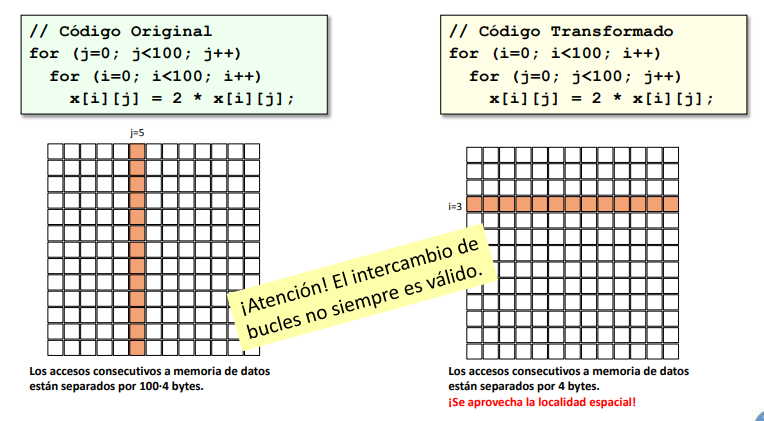 // Código Original
for (j=0; j<100; j++)
for (i=0; i<100; i++)
x[i][j] = 2 * x[i][j];
j=5
Los accesos consecutivos a memoria de datos
están separados por 100·4 bytes.
// Código Transformado
for (i=0; i<100; i++)
for (j=0; j<100; j++)
x[i][j] = 2 * x[i][j];
i=3
Los accesos consecutivos a memoria de datos
están separados por 4 bytes.
¡Se aprovecha la localidad espacial!
¡Atención! El intercambio de
bucles no siempre es válido.